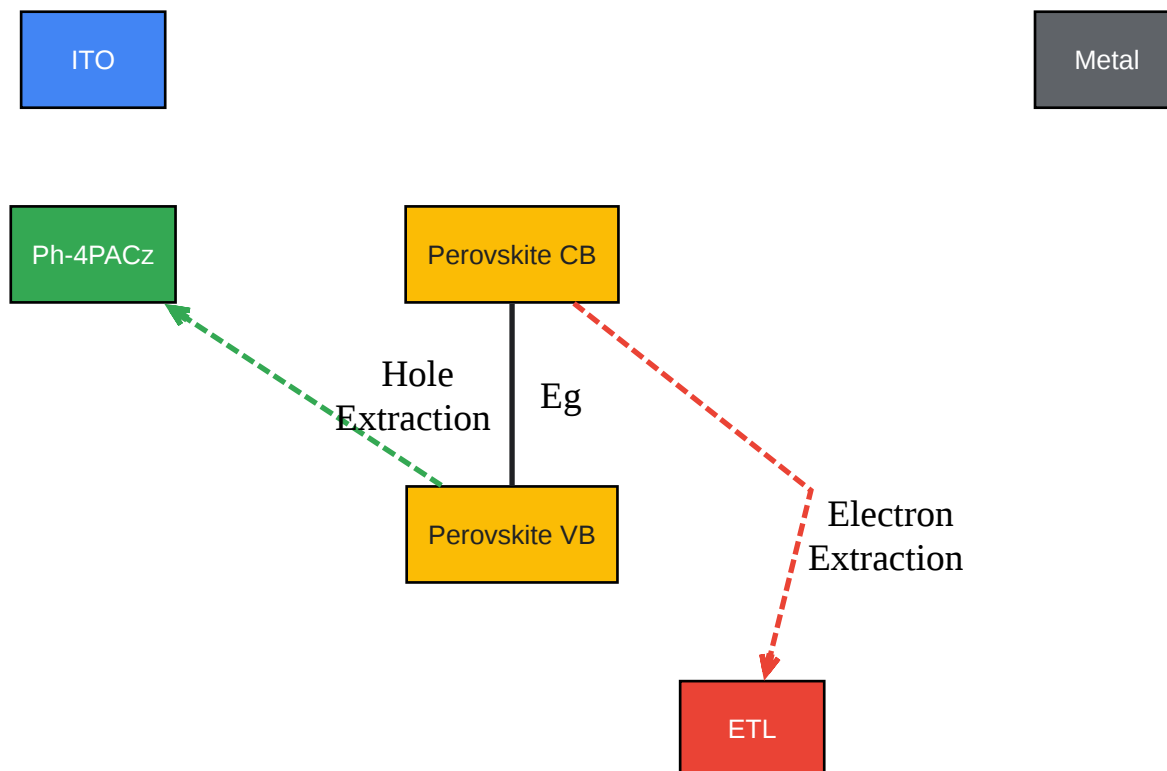 ITO
Metal
Ph-4PACz
Perovskite CB
Hole
Extraction
Eg
Perovskite VB
Electron
Extraction
ETL